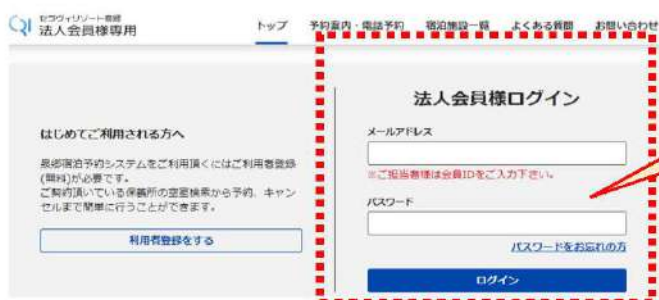 セラヴィリゾート泉郷
法人会員様専用
トップ
予約案内・電話予約
宿泊施設一覧
よくある質問
お問い合わせ
はじめてご利用される方へ
泉郷宿泊予約システムをご利用頂くにはご利用者登録
(無料)が必要です。
ご契約頂いている保養所の空室検索から予約、キャン
セルまで簡単に行うことができます。
利用者登録をする
法人会員様ログイン
メールアドレス
※ご担当者様は会員IDをご入力下さい。
パスワード
パスワードをお忘れの方
ログイン